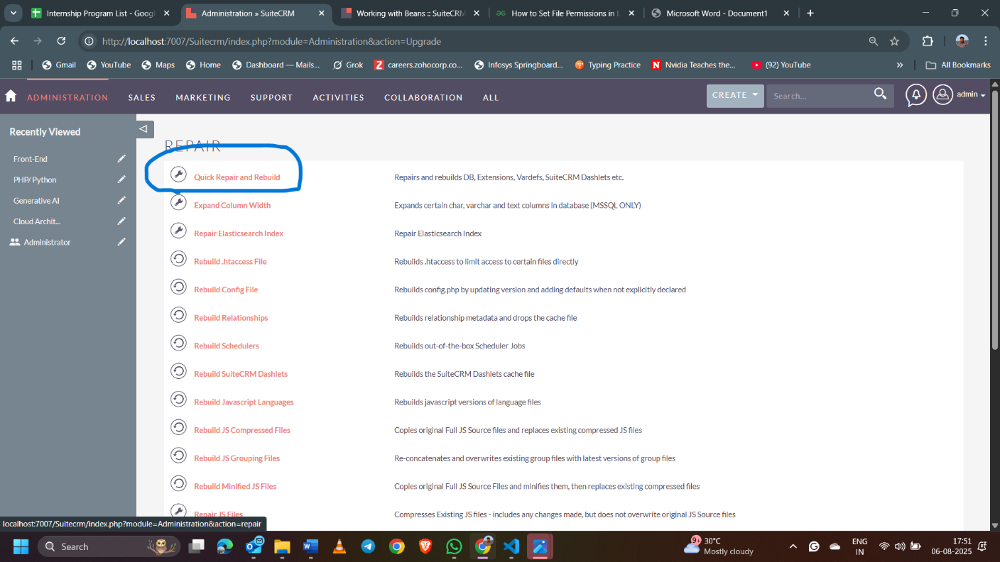 Internship Program List - Googl
Administration » SuiteCRM
Working with Beans :: SuiteCRM
How to Set File Permissions in L
Microsoft Word - Document1
http://localhost:7007/Suitecrm/index.php?module=Administration&action=Upgrade
Gmail
YouTube
Maps
Home
Dashboard — Mails...
Grok
careers.zohocorp.co...
Infosys Springboard...
Typing Practice
Nvidia Teaches the...
(92) YouTube
»
All Bookmarks
ADMINISTRATION
SALES
MARKETING
SUPPORT
ACTIVITIES
COLLABORATION
ALL
CREATE
Search...
admin
Recently Viewed
Front-End
PHP/ Python
Generative AI
Cloud Archit...
Administrator
REPAIR
Quick Repair and Rebuild Repairs and rebuilds DB, Extensions, Vardefs, SuiteCRM Dashlets etc.
Expand Column Width Expands certain char, varchar and text columns in database (MSSQL ONLY)
Repair Elasticsearch Index Repair Elasticsearch Index
Rebuild .htaccess File Rebuilds .htaccess to limit access to certain files directly
Rebuild Config File Rebuilds config.php by updating version and adding defaults when not explicitly declared
Rebuild Relationships Rebuilds relationship metadata and drops the cache file
Rebuild Schedulers Rebuilds out-of-the-box Scheduler Jobs
Rebuild SuiteCRM Dashlets Rebuilds the SuiteCRM Dashlets cache file
Rebuild Javascript Languages Rebuilds javascript versions of language files
Rebuild JS Compressed Files Copies original Full JS Source files and replaces existing compressed JS files
Rebuild JS Grouping Files Re-concatenates and overwrites existing group files with latest versions of group files
Rebuild Minified JS Files Copies original Full JS Source Files and minifies them, then replaces existing compressed files
Repair JS Files Compresses Existing JS files - includes any changes made, but does not overwrite original JS Source files
localhost:7007/Suitecrm/index.php?module=Administration&action=repair
Search
9+
30°C
Mostly cloudy
ENG
IN
17:51
06-08-2025